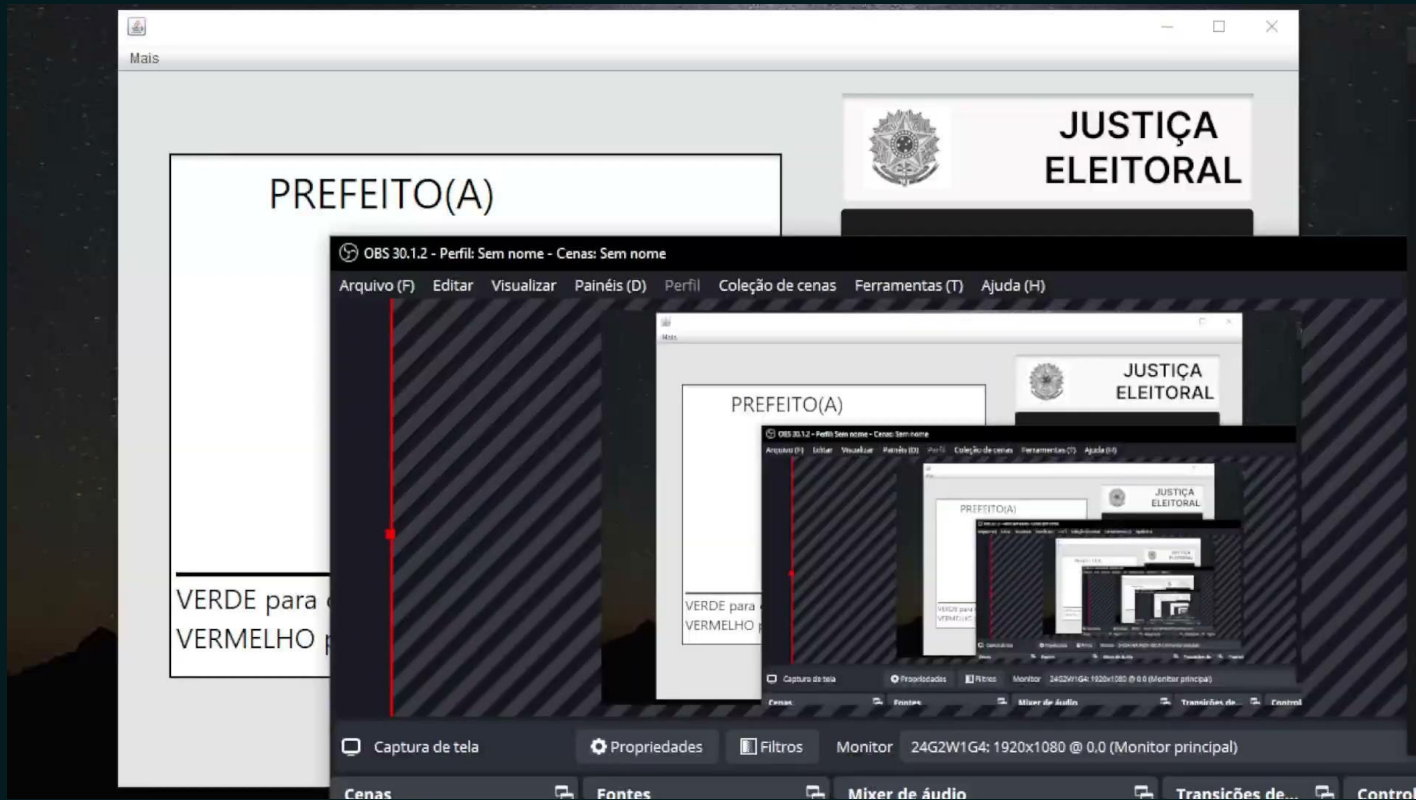 Mais
JUSTIÇA
ELEITORAL
PREFEITO(A)
VERDE para
VERMELHO
OBS 30.1.2 - Perfil: Sem nome - Cenas: Sem nome
Arquivo (F) Editar Visualizar Painéis (D) Perfil Coleção de cenas Ferramentas (T) Ajuda (H)
Mais
JUSTIÇA
ELEITORAL
PREFEITO(A)
VERDE para
VERMELHO
OBS 30.1.2 - Perfil: Sem nome - Cenas: Sem nome
Arquivo (F) Editar Visualizar Painéis (D) Perfil Coleção de cenas Ferramentas (T) Ajuda (H)
JUSTIÇA
ELEITORAL
PREFEITO(A)
VERDE para
VERMELHO
Captura de tela Propriedades Filtros Monitor 24G2W1G4: 1920x1080 @ 0,0 (Monitor principal)
Cenas Fontes Mixer de áudio Transições de...
Captura de tela Propriedades Filtros Monitor 24G2W1G4: 1920x1080 @ 0,0 (Monitor principal)
Cenas Fontes Mixer de áudio Transições de...